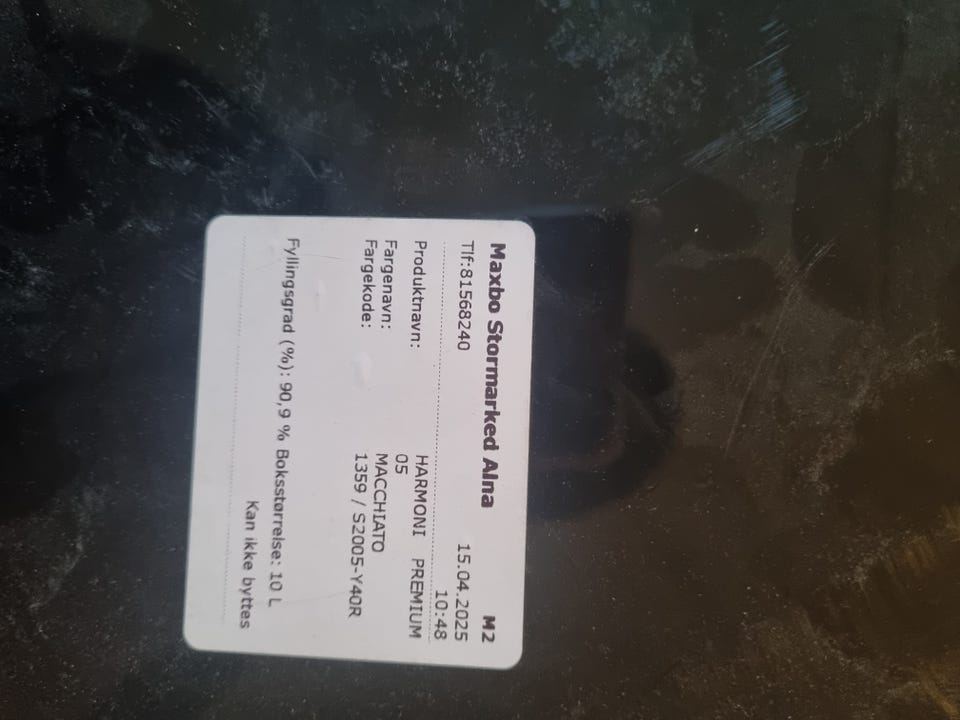 Maxbo Stormarked Alna M2
Tlf:81568240 15.04.2025
10:48
Produktnavn: HARMONI PREMIUM
05
Fargenavn: MACCHIATO
Fargekode: 1359 / S2005-Y40R
Fyllingsgrad (%): 90,9 % Boksstørrelse: 10 L
Kan ikke byttes